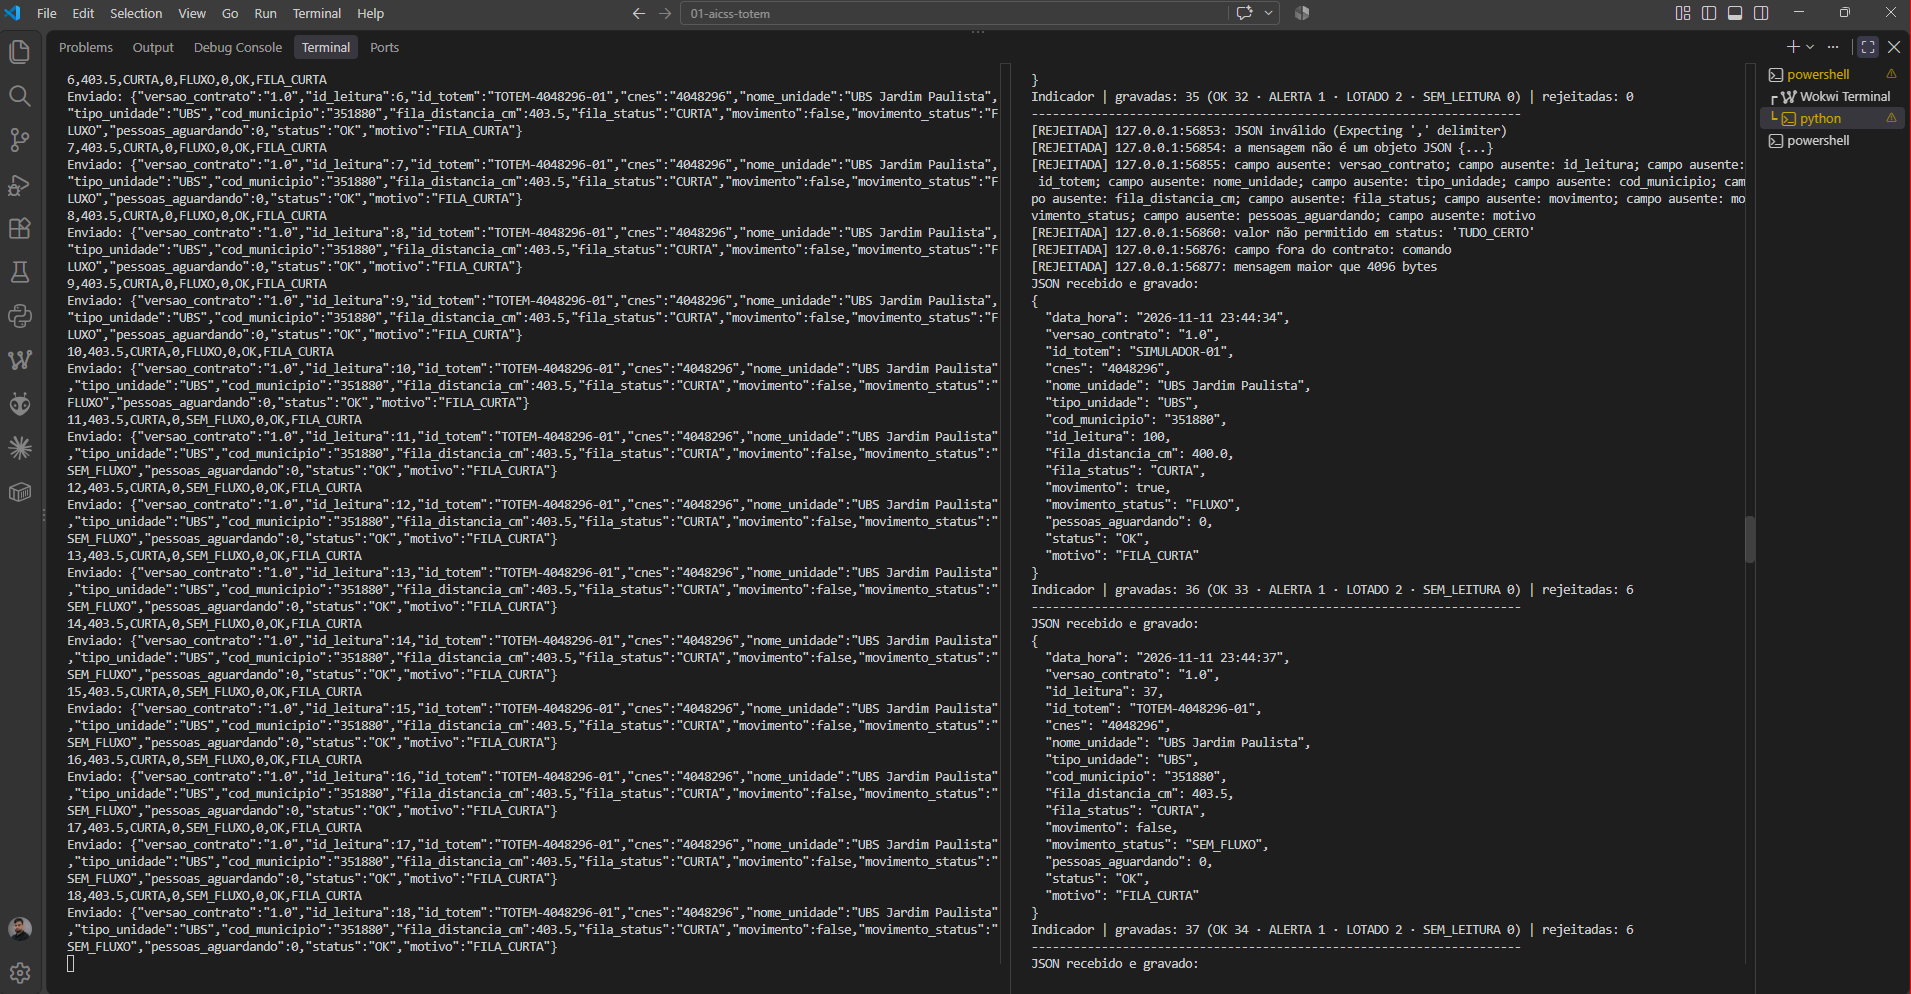 File Edit Selection View Go Run Terminal Help
01-aicss-totem
Problems Output Debug Console Terminal Ports
6,403.5,CURTA,0,FLUXO,0,OK,FILA_CURTA
Enviado: {"versao_contrato":"1.0","id_leitura":6,"id_totem":"TOTEM-4048296-01","cnes":"4048296","nome_unidade":"UBS Jardim Paulista",
"tipo_unidade":"UBS","cod_municipio":"351880","fila_distancia_cm":403.5,"fila_status":"CURTA","movimento":false,"movimento_status":"F
LUXO","pessoas_aguardando":0,"status":"OK","motivo":"FILA_CURTA"}
7,403.5,CURTA,0,FLUXO,0,OK,FILA_CURTA
Enviado: {"versao_contrato":"1.0","id_leitura":7,"id_totem":"TOTEM-4048296-01","cnes":"4048296","nome_unidade":"UBS Jardim Paulista",
"tipo_unidade":"UBS","cod_municipio":"351880","fila_distancia_cm":403.5,"fila_status":"CURTA","movimento":false,"movimento_status":"F
LUXO","pessoas_aguardando":0,"status":"OK","motivo":"FILA_CURTA"}
8,403.5,CURTA,0,FLUXO,0,OK,FILA_CURTA
Enviado: {"versao_contrato":"1.0","id_leitura":8,"id_totem":"TOTEM-4048296-01","cnes":"4048296","nome_unidade":"UBS Jardim Paulista",
"tipo_unidade":"UBS","cod_municipio":"351880","fila_distancia_cm":403.5,"fila_status":"CURTA","movimento":false,"movimento_status":"F
LUXO","pessoas_aguardando":0,"status":"OK","motivo":"FILA_CURTA"}
9,403.5,CURTA,0,FLUXO,0,OK,FILA_CURTA
Enviado: {"versao_contrato":"1.0","id_leitura":9,"id_totem":"TOTEM-4048296-01","cnes":"4048296","nome_unidade":"UBS Jardim Paulista",
"tipo_unidade":"UBS","cod_municipio":"351880","fila_distancia_cm":403.5,"fila_status":"CURTA","movimento":false,"movimento_status":"F
LUXO","pessoas_aguardando":0,"status":"OK","motivo":"FILA_CURTA"}
10,403.5,CURTA,0,FLUXO,0,OK,FILA_CURTA
Enviado: {"versao_contrato":"1.0","id_leitura":10,"id_totem":"TOTEM-4048296-01","cnes":"4048296","nome_unidade":"UBS Jardim Paulista"
,"tipo_unidade":"UBS","cod_municipio":"351880","fila_distancia_cm":403.5,"fila_status":"CURTA","movimento":false,"movimento_status":"
FLUXO","pessoas_aguardando":0,"status":"OK","motivo":"FILA_CURTA"}
11,403.5,CURTA,0,SEM_FLUXO,0,OK,FILA_CURTA
Enviado: {"versao_contrato":"1.0","id_leitura":11,"id_totem":"TOTEM-4048296-01","cnes":"4048296","nome_unidade":"UBS Jardim Paulista"
,"tipo_unidade":"UBS","cod_municipio":"351880","fila_distancia_cm":403.5,"fila_status":"CURTA","movimento":false,"movimento_status":"
SEM_FLUXO","pessoas_aguardando":0,"status":"OK","motivo":"FILA_CURTA"}
12,403.5,CURTA,0,SEM_FLUXO,0,OK,FILA_CURTA
Enviado: {"versao_contrato":"1.0","id_leitura":12,"id_totem":"TOTEM-4048296-01","cnes":"4048296","nome_unidade":"UBS Jardim Paulista"
,"tipo_unidade":"UBS","cod_municipio":"351880","fila_distancia_cm":403.5,"fila_status":"CURTA","movimento":false,"movimento_status":"
SEM_FLUXO","pessoas_aguardando":0,"status":"OK","motivo":"FILA_CURTA"}
13,403.5,CURTA,0,SEM_FLUXO,0,OK,FILA_CURTA
Enviado: {"versao_contrato":"1.0","id_leitura":13,"id_totem":"TOTEM-4048296-01","cnes":"4048296","nome_unidade":"UBS Jardim Paulista"
,"tipo_unidade":"UBS","cod_municipio":"351880","fila_distancia_cm":403.5,"fila_status":"CURTA","movimento":false,"movimento_status":"
SEM_FLUXO","pessoas_aguardando":0,"status":"OK","motivo":"FILA_CURTA"}
14,403.5,CURTA,0,SEM_FLUXO,0,OK,FILA_CURTA
Enviado: {"versao_contrato":"1.0","id_leitura":14,"id_totem":"TOTEM-4048296-01","cnes":"4048296","nome_unidade":"UBS Jardim Paulista"
,"tipo_unidade":"UBS","cod_municipio":"351880","fila_distancia_cm":403.5,"fila_status":"CURTA","movimento":false,"movimento_status":"
SEM_FLUXO","pessoas_aguardando":0,"status":"OK","motivo":"FILA_CURTA"}
15,403.5,CURTA,0,SEM_FLUXO,0,OK,FILA_CURTA
Enviado: {"versao_contrato":"1.0","id_leitura":15,"id_totem":"TOTEM-4048296-01","cnes":"4048296","nome_unidade":"UBS Jardim Paulista"
,"tipo_unidade":"UBS","cod_municipio":"351880","fila_distancia_cm":403.5,"fila_status":"CURTA","movimento":false,"movimento_status":"
SEM_FLUXO","pessoas_aguardando":0,"status":"OK","motivo":"FILA_CURTA"}
16,403.5,CURTA,0,SEM_FLUXO,0,OK,FILA_CURTA
Enviado: {"versao_contrato":"1.0","id_leitura":16,"id_totem":"TOTEM-4048296-01","cnes":"4048296","nome_unidade":"UBS Jardim Paulista"
,"tipo_unidade":"UBS","cod_municipio":"351880","fila_distancia_cm":403.5,"fila_status":"CURTA","movimento":false,"movimento_status":"
SEM_FLUXO","pessoas_aguardando":0,"status":"OK","motivo":"FILA_CURTA"}
17,403.5,CURTA,0,SEM_FLUXO,0,OK,FILA_CURTA
Enviado: {"versao_contrato":"1.0","id_leitura":17,"id_totem":"TOTEM-4048296-01","cnes":"4048296","nome_unidade":"UBS Jardim Paulista"
,"tipo_unidade":"UBS","cod_municipio":"351880","fila_distancia_cm":403.5,"fila_status":"CURTA","movimento":false,"movimento_status":"
SEM_FLUXO","pessoas_aguardando":0,"status":"OK","motivo":"FILA_CURTA"}
18,403.5,CURTA,0,SEM_FLUXO,0,OK,FILA_CURTA
Enviado: {"versao_contrato":"1.0","id_leitura":18,"id_totem":"TOTEM-4048296-01","cnes":"4048296","nome_unidade":"UBS Jardim Paulista"
,"tipo_unidade":"UBS","cod_municipio":"351880","fila_distancia_cm":403.5,"fila_status":"CURTA","movimento":false,"movimento_status":"
SEM_FLUXO","pessoas_aguardando":0,"status":"OK","motivo":"FILA_CURTA"}
}
Indicador | gravadas: 35 (OK 32 · ALERTA 1 · LOTADO 2 · SEM_LEITURA 0) | rejeitadas: 0
----------------------------------------------------------------------
[REJEITADA] 127.0.0.1:56853: JSON inválido (Expecting ',' delimiter)
[REJEITADA] 127.0.0.1:56854: a mensagem não é um objeto JSON {...}
[REJEITADA] 127.0.0.1:56855: campo ausente: versao_contrato; campo ausente: id_leitura; campo ausente:
id_totem; campo ausente: nome_unidade; campo ausente: tipo_unidade; campo ausente: cod_municipio; cam
po ausente: fila_distancia_cm; campo ausente: fila_status; campo ausente: movimento; campo ausente: mo
vimento_status; campo ausente: pessoas_aguardando; campo ausente: motivo
[REJEITADA] 127.0.0.1:56860: valor não permitido em status: 'TUDO_CERTO'
[REJEITADA] 127.0.0.1:56876: campo fora do contrato: comando
[REJEITADA] 127.0.0.1:56877: mensagem maior que 4096 bytes
JSON recebido e gravado:
{
"data_hora": "2026-11-11 23:44:34",
"versao_contrato": "1.0",
"id_totem": "SIMULADOR-01",
"cnes": "4048296",
"nome_unidade": "UBS Jardim Paulista",
"tipo_unidade": "UBS",
"cod_municipio": "351880",
"id_leitura": 100,
"fila_distancia_cm": 400.0,
"fila_status": "CURTA",
"movimento": true,
"movimento_status": "FLUXO",
"pessoas_aguardando": 0,
"status": "OK",
"motivo": "FILA_CURTA"
}
Indicador | gravadas: 36 (OK 33 · ALERTA 1 · LOTADO 2 · SEM_LEITURA 0) | rejeitadas: 6
----------------------------------------------------------------------
JSON recebido e gravado:
{
"data_hora": "2026-11-11 23:44:37",
"versao_contrato": "1.0",
"id_leitura": 37,
"id_totem": "TOTEM-4048296-01",
"cnes": "4048296",
"nome_unidade": "UBS Jardim Paulista",
"tipo_unidade": "UBS",
"cod_municipio": "351880",
"fila_distancia_cm": 403.5,
"fila_status": "CURTA",
"movimento": false,
"movimento_status": "SEM_FLUXO",
"pessoas_aguardando": 0,
"status": "OK",
"motivo": "FILA_CURTA"
}
Indicador | gravadas: 37 (OK 34 · ALERTA 1 · LOTADO 2 · SEM_LEITURA 0) | rejeitadas: 6
----------------------------------------------------------------------
JSON recebido e gravado:
powershell
Wokwi Terminal
python
powershell